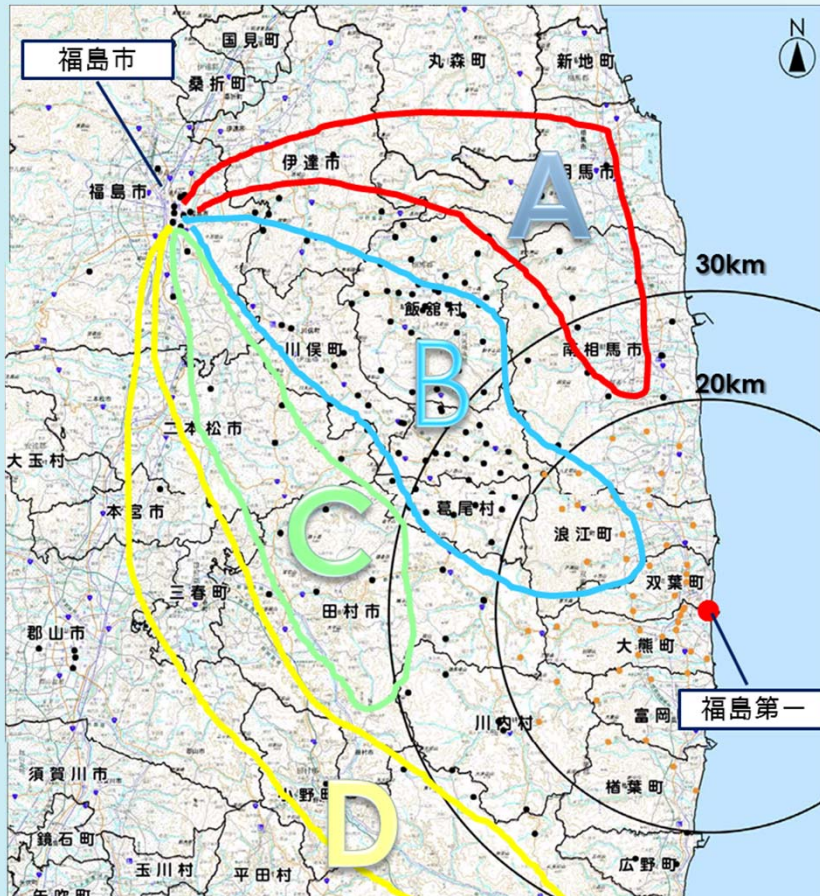 N
国見町
丸森町
新地町
福島市
桑折町
伊達市
福島市
A
30km
飯舘村
川俣町
南相馬市
B
20km
二本松市
大玉村
C
葛尾村
本宮市
浪江町
三春町
双葉町
田村市
郡山市
大熊町
福島第一
川内村
富岡
須賀川市
楢葉町
D
鏡石町
玉川村
平田村
広野町